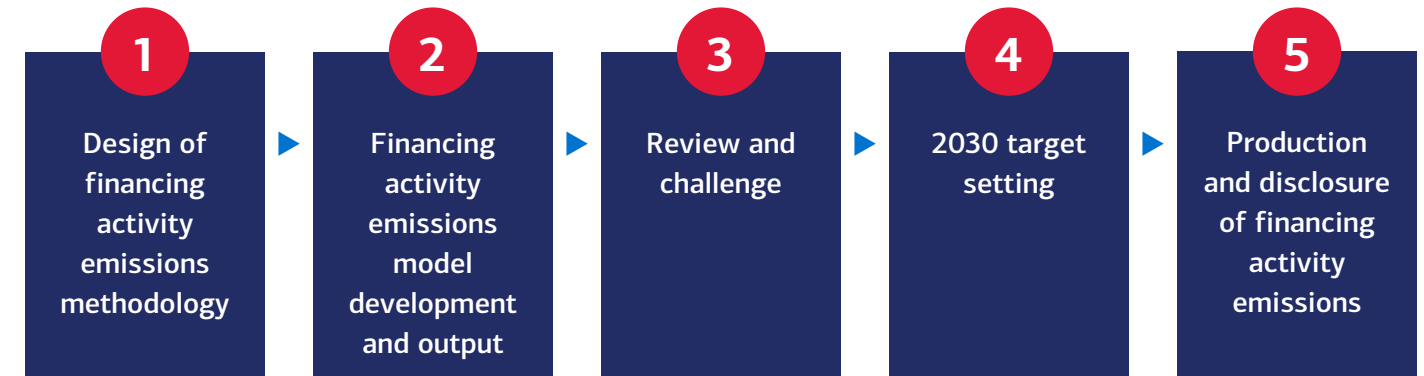 1
Design of
financing
activity
emissions
methodology
2
Financing
activity
emissions
model
development
and output
3
Review and
challenge
4
2030 target
setting
5
Production
and disclosure
of financing
activity
emissions